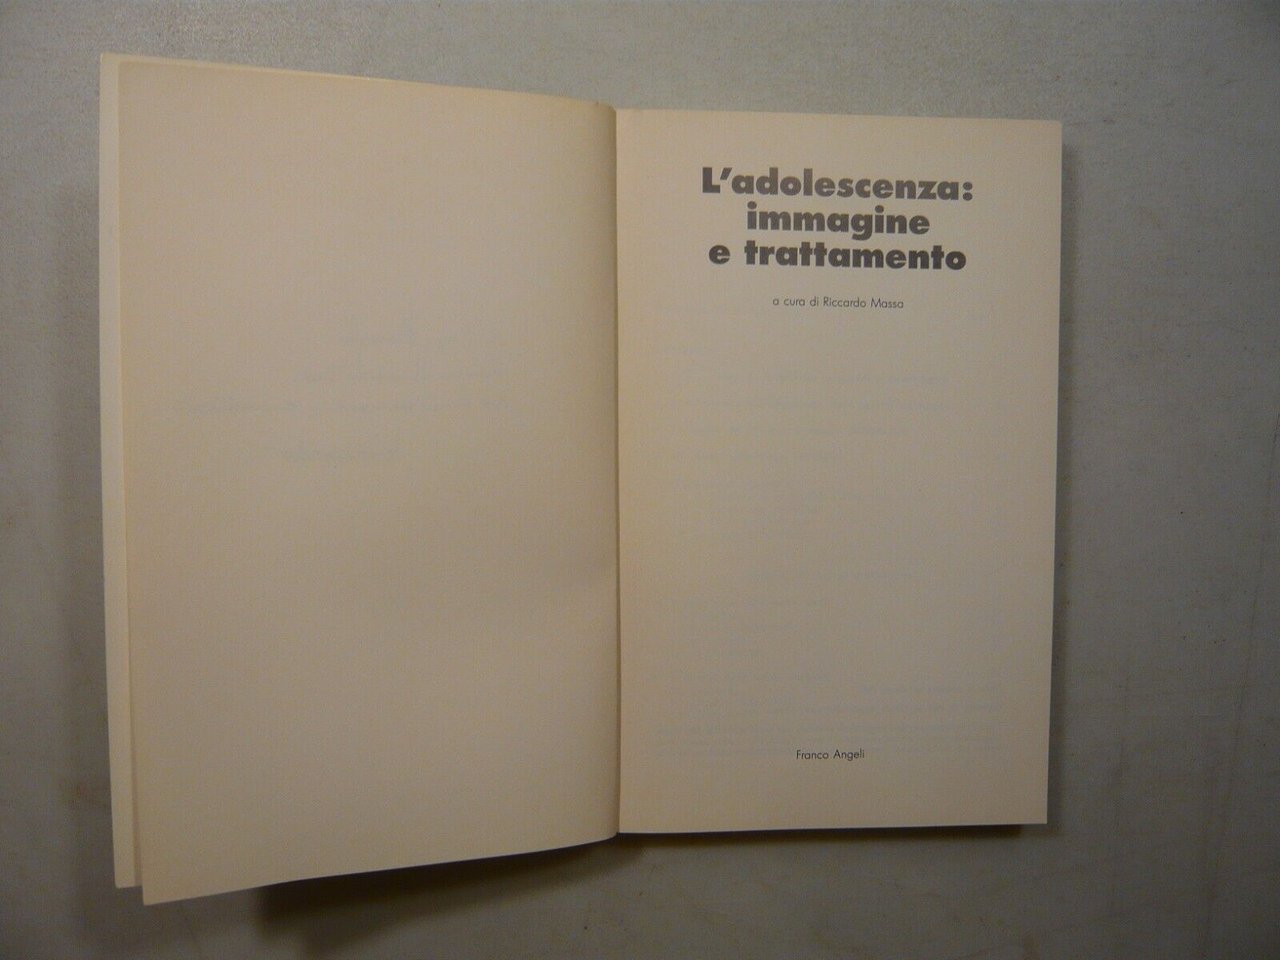 L'adolescenza:
immagine
e trattamento
a cura di Riccardo Massa
Franco Angeli